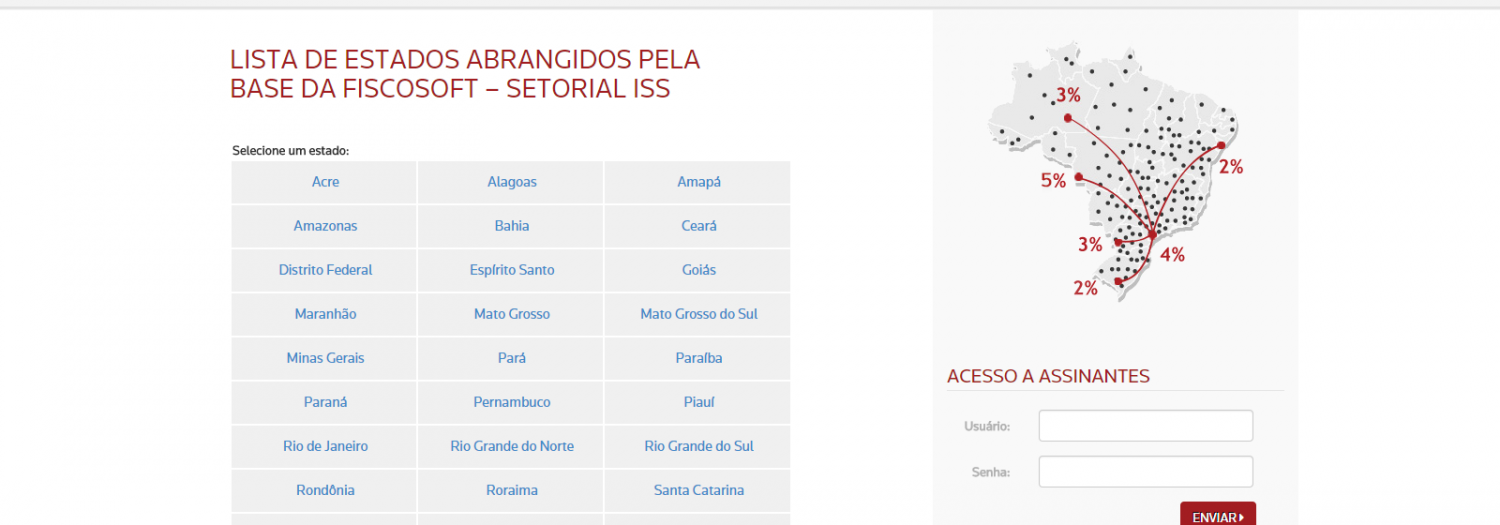 LISTA DE ESTADOS ABRANGIDOS PELA
BASE DA FISCOSOFT – SETORIAL ISS
Selecione um estado:
Acre Alagoas Amapá
Amazonas Bahia Ceará
Distrito Federal Espírito Santo Goiás
Maranhão Mato Grosso Mato Grosso do Sul
Minas Gerais Pará Paraíba
Paraná Pernambuco Piauí
Rio de Janeiro Rio Grande do Norte Rio Grande do Sul
Rondônia Roraima Santa Catarina
3%
2%
5%
3%
4%
2%
ACESSO A ASSINANTES
Usuário:
Senha:
ENVIAR